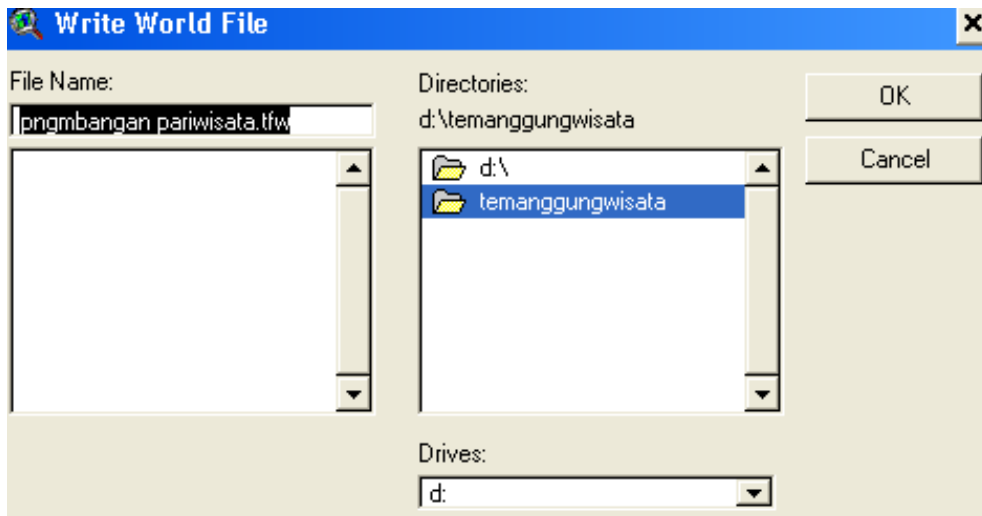 Write World File
File Name:
pngmbangan pariwisata.tfw
Directories:
d:\temanggungwisata
d:\
temanggungwisata
Drives:
d:
OK
Cancel